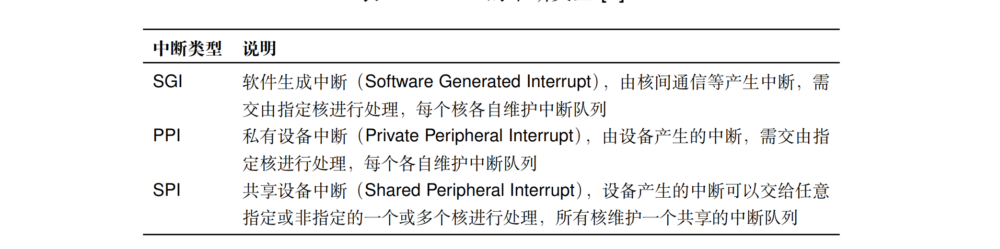 中断类型 说明
SGI 软件生成中断（Software Generated Interrupt），由核间通信等产生中断，需
交由指定核进行处理，每个核各自维护中断队列
PPI 私有设备中断（Private Peripheral Interrupt），由设备产生的中断，需交由指
定核进行处理，每个各自维护中断队列
SPI 共享设备中断（Shared Peripheral Interrupt），设备产生的中断可以交给任意
指定或非指定的一个或多个核进行处理，所有核维护一个共享的中断队列